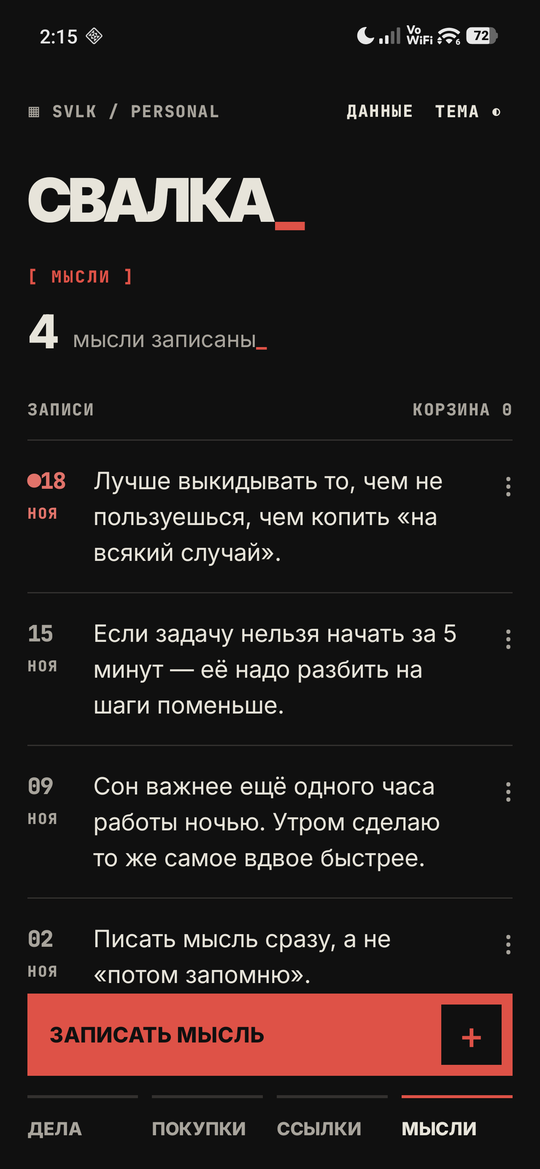 2:15
Vo
WiFi 6 72
SVLK / PERSONAL ДАННЫЕ ТЕМА
СВАЛКА_
[ МЫСЛИ ]
4 мысли записаны_
ЗАПИСИ КОРЗИНА 0
18 НОЯ
Лучше выкидывать то, чем не
пользуешься, чем копить «на
всякий случай».
15 НОЯ
Если задачу нельзя начать за 5
минут — её надо разбить на
шаги поменьше.
09 НОЯ
Сон важнее ещё одного часа
работы ночью. Утром сделаю
то же самое вдвое быстрее.
02 НОЯ
Писать мысль сразу, а не
«потом запомню».
ЗАПИСАТЬ МЫСЛЬ +
ДЕЛА ПОКУПКИ ССЫЛКИ МЫСЛИ